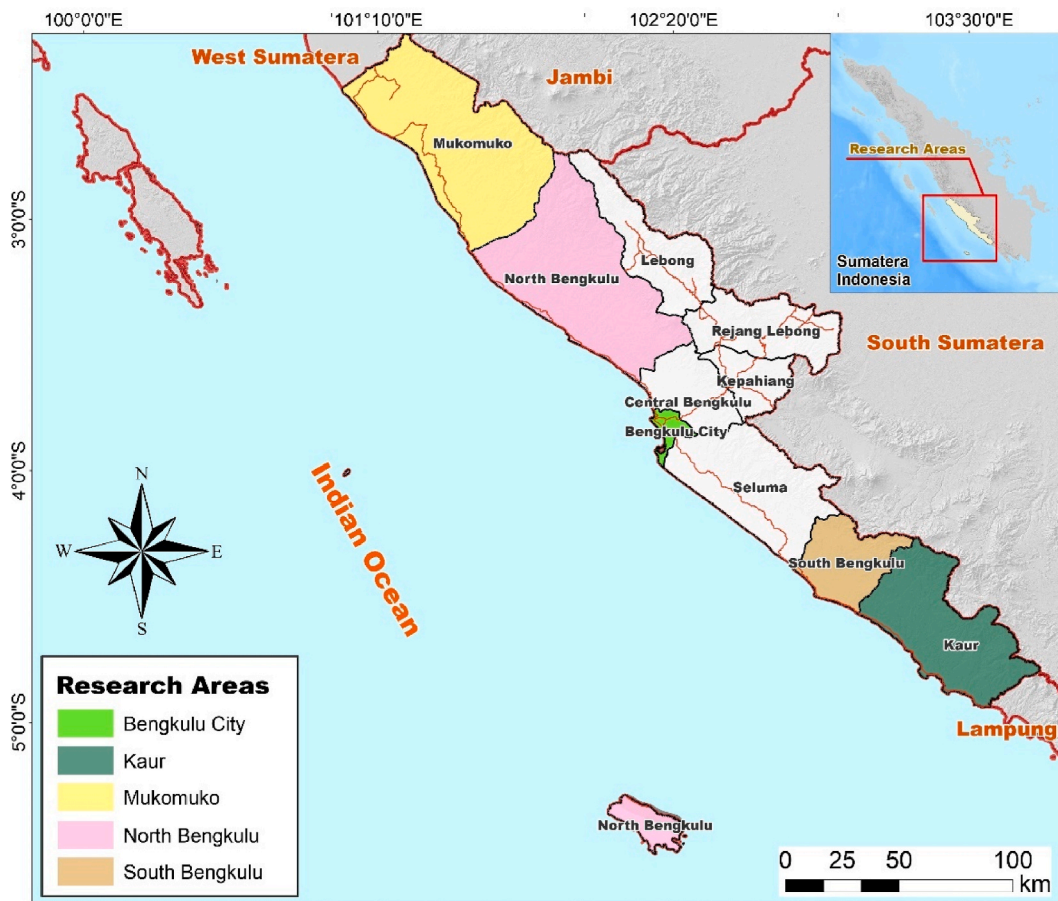 100°0'0"E
101°10'0"E
102°20'0"E
103°30'0"E
West Sumatera
Jambi
Mukomuko
Research Areas
Sumatera
Indonesia
3°0'0"S
Lebong
North Bengkulu
Rejang Lebong
South Sumatera
Kepahiang
Central Bengkulu
Bengkulu City
4°0'0"S
Seluma
Indian Ocean
N
W
E
S
South Bengkulu
Kaur
5°0'0"S
Lampung
Research Areas
Bengkulu City
Kaur
Mukomuko
North Bengkulu
South Bengkulu
North Bengkulu
0 25 50 100
km